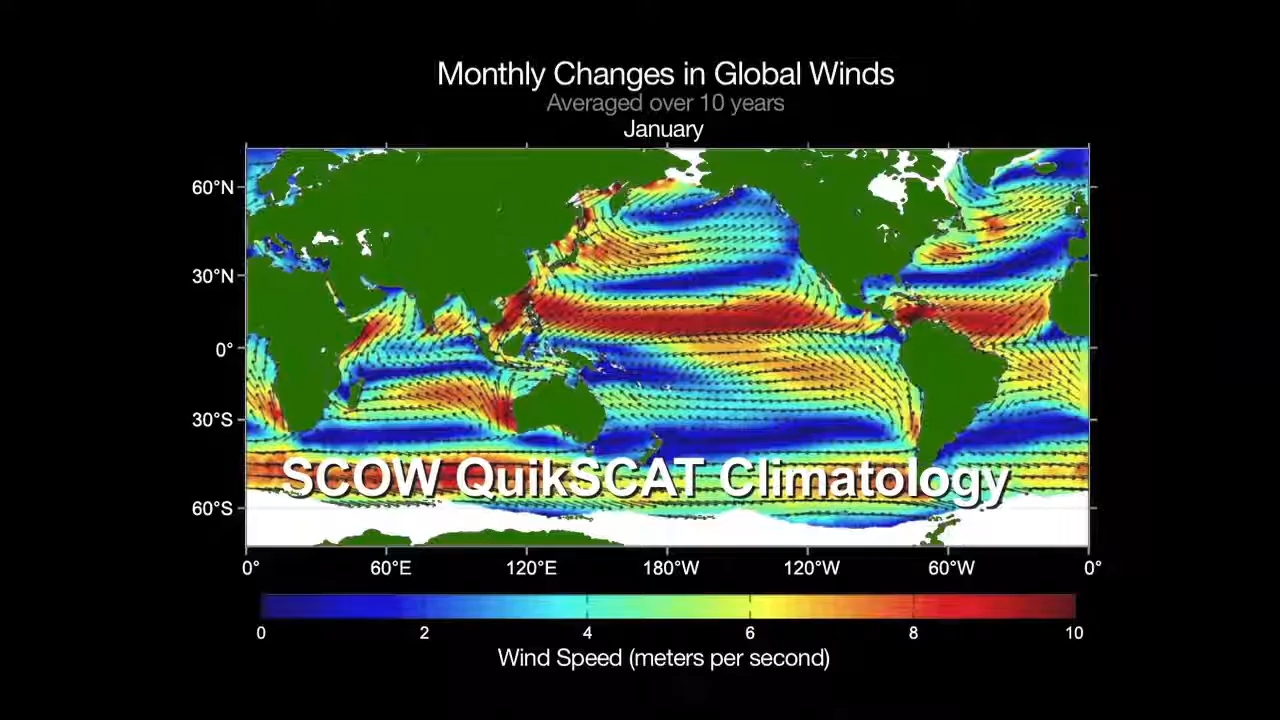 Monthly Changes in Global Winds
Averaged over 10 years
January
60°N
30°N
0°
30°S
60°S
SCOW QuikSCAT Climatology
0° 60°E 120°E 180°W 120°W 60°W 0°
0 2 4 6 8 10
Wind Speed (meters per second)